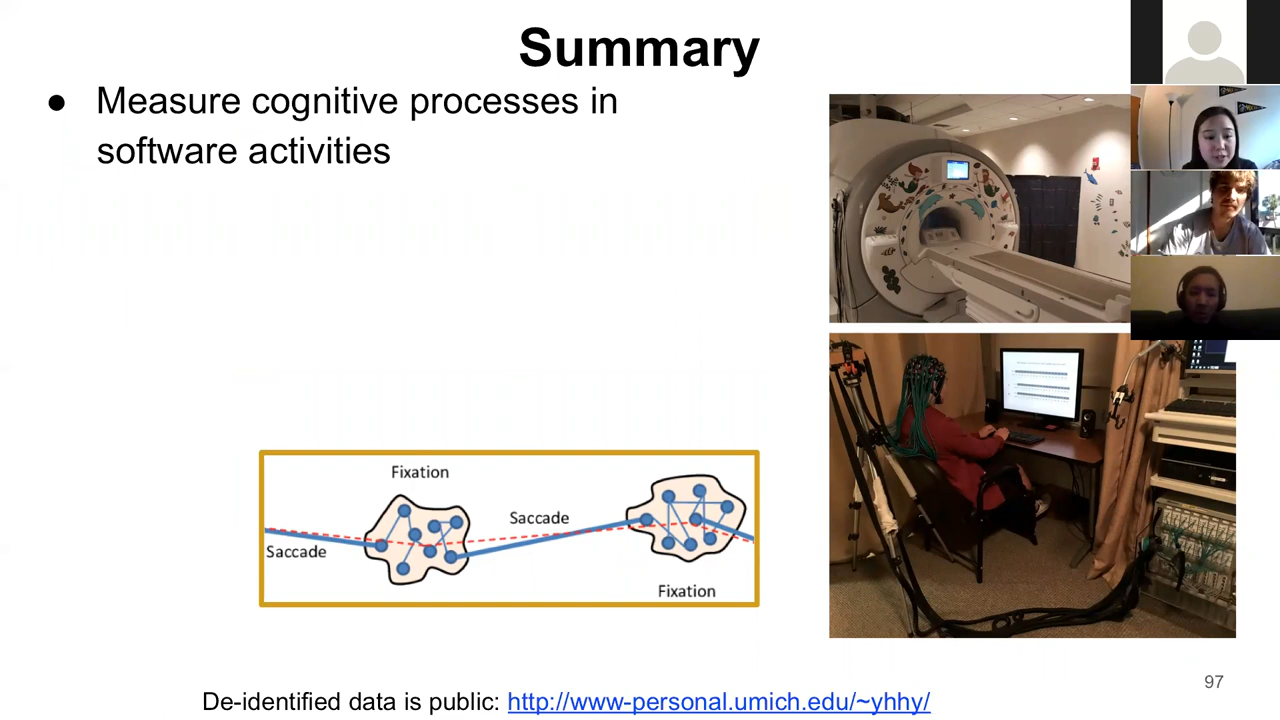 Summary
● Measure cognitive processes in
software activities
Fixation
Saccade
Saccade
Fixation
De-identified data is public: http://www-personal.umich.edu/~yhhy/
97